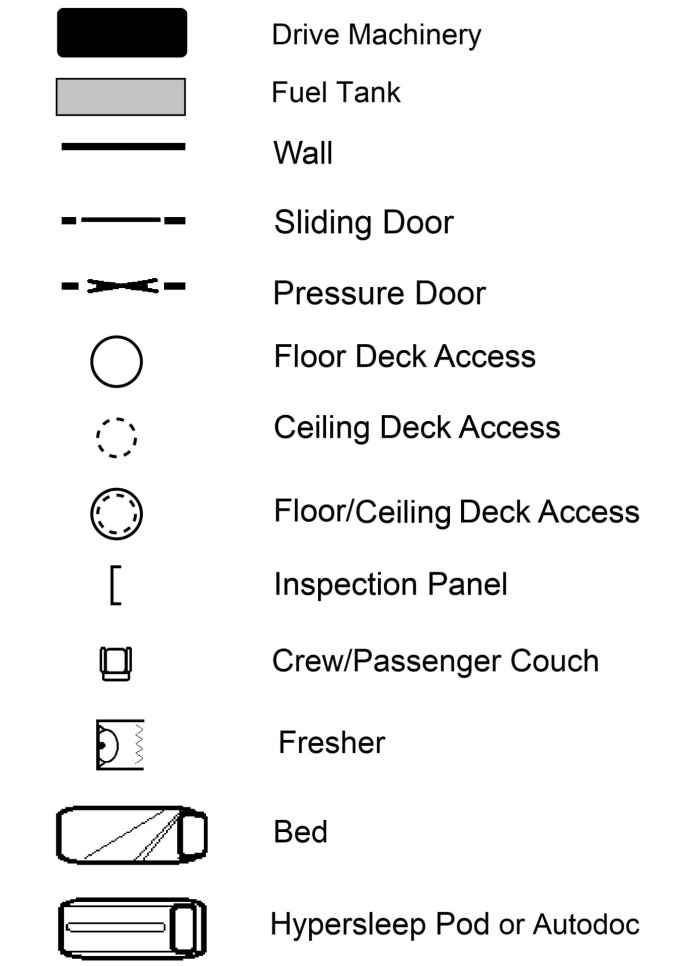 Drive Machinery
Fuel Tank
Wall
Sliding Door
Pressure Door
Floor Deck Access
Ceiling Deck Access
Floor/Ceiling Deck Access
Inspection Panel
Crew/Passenger Couch
Fresher
Bed
Hypersleep Pod or Autodoc